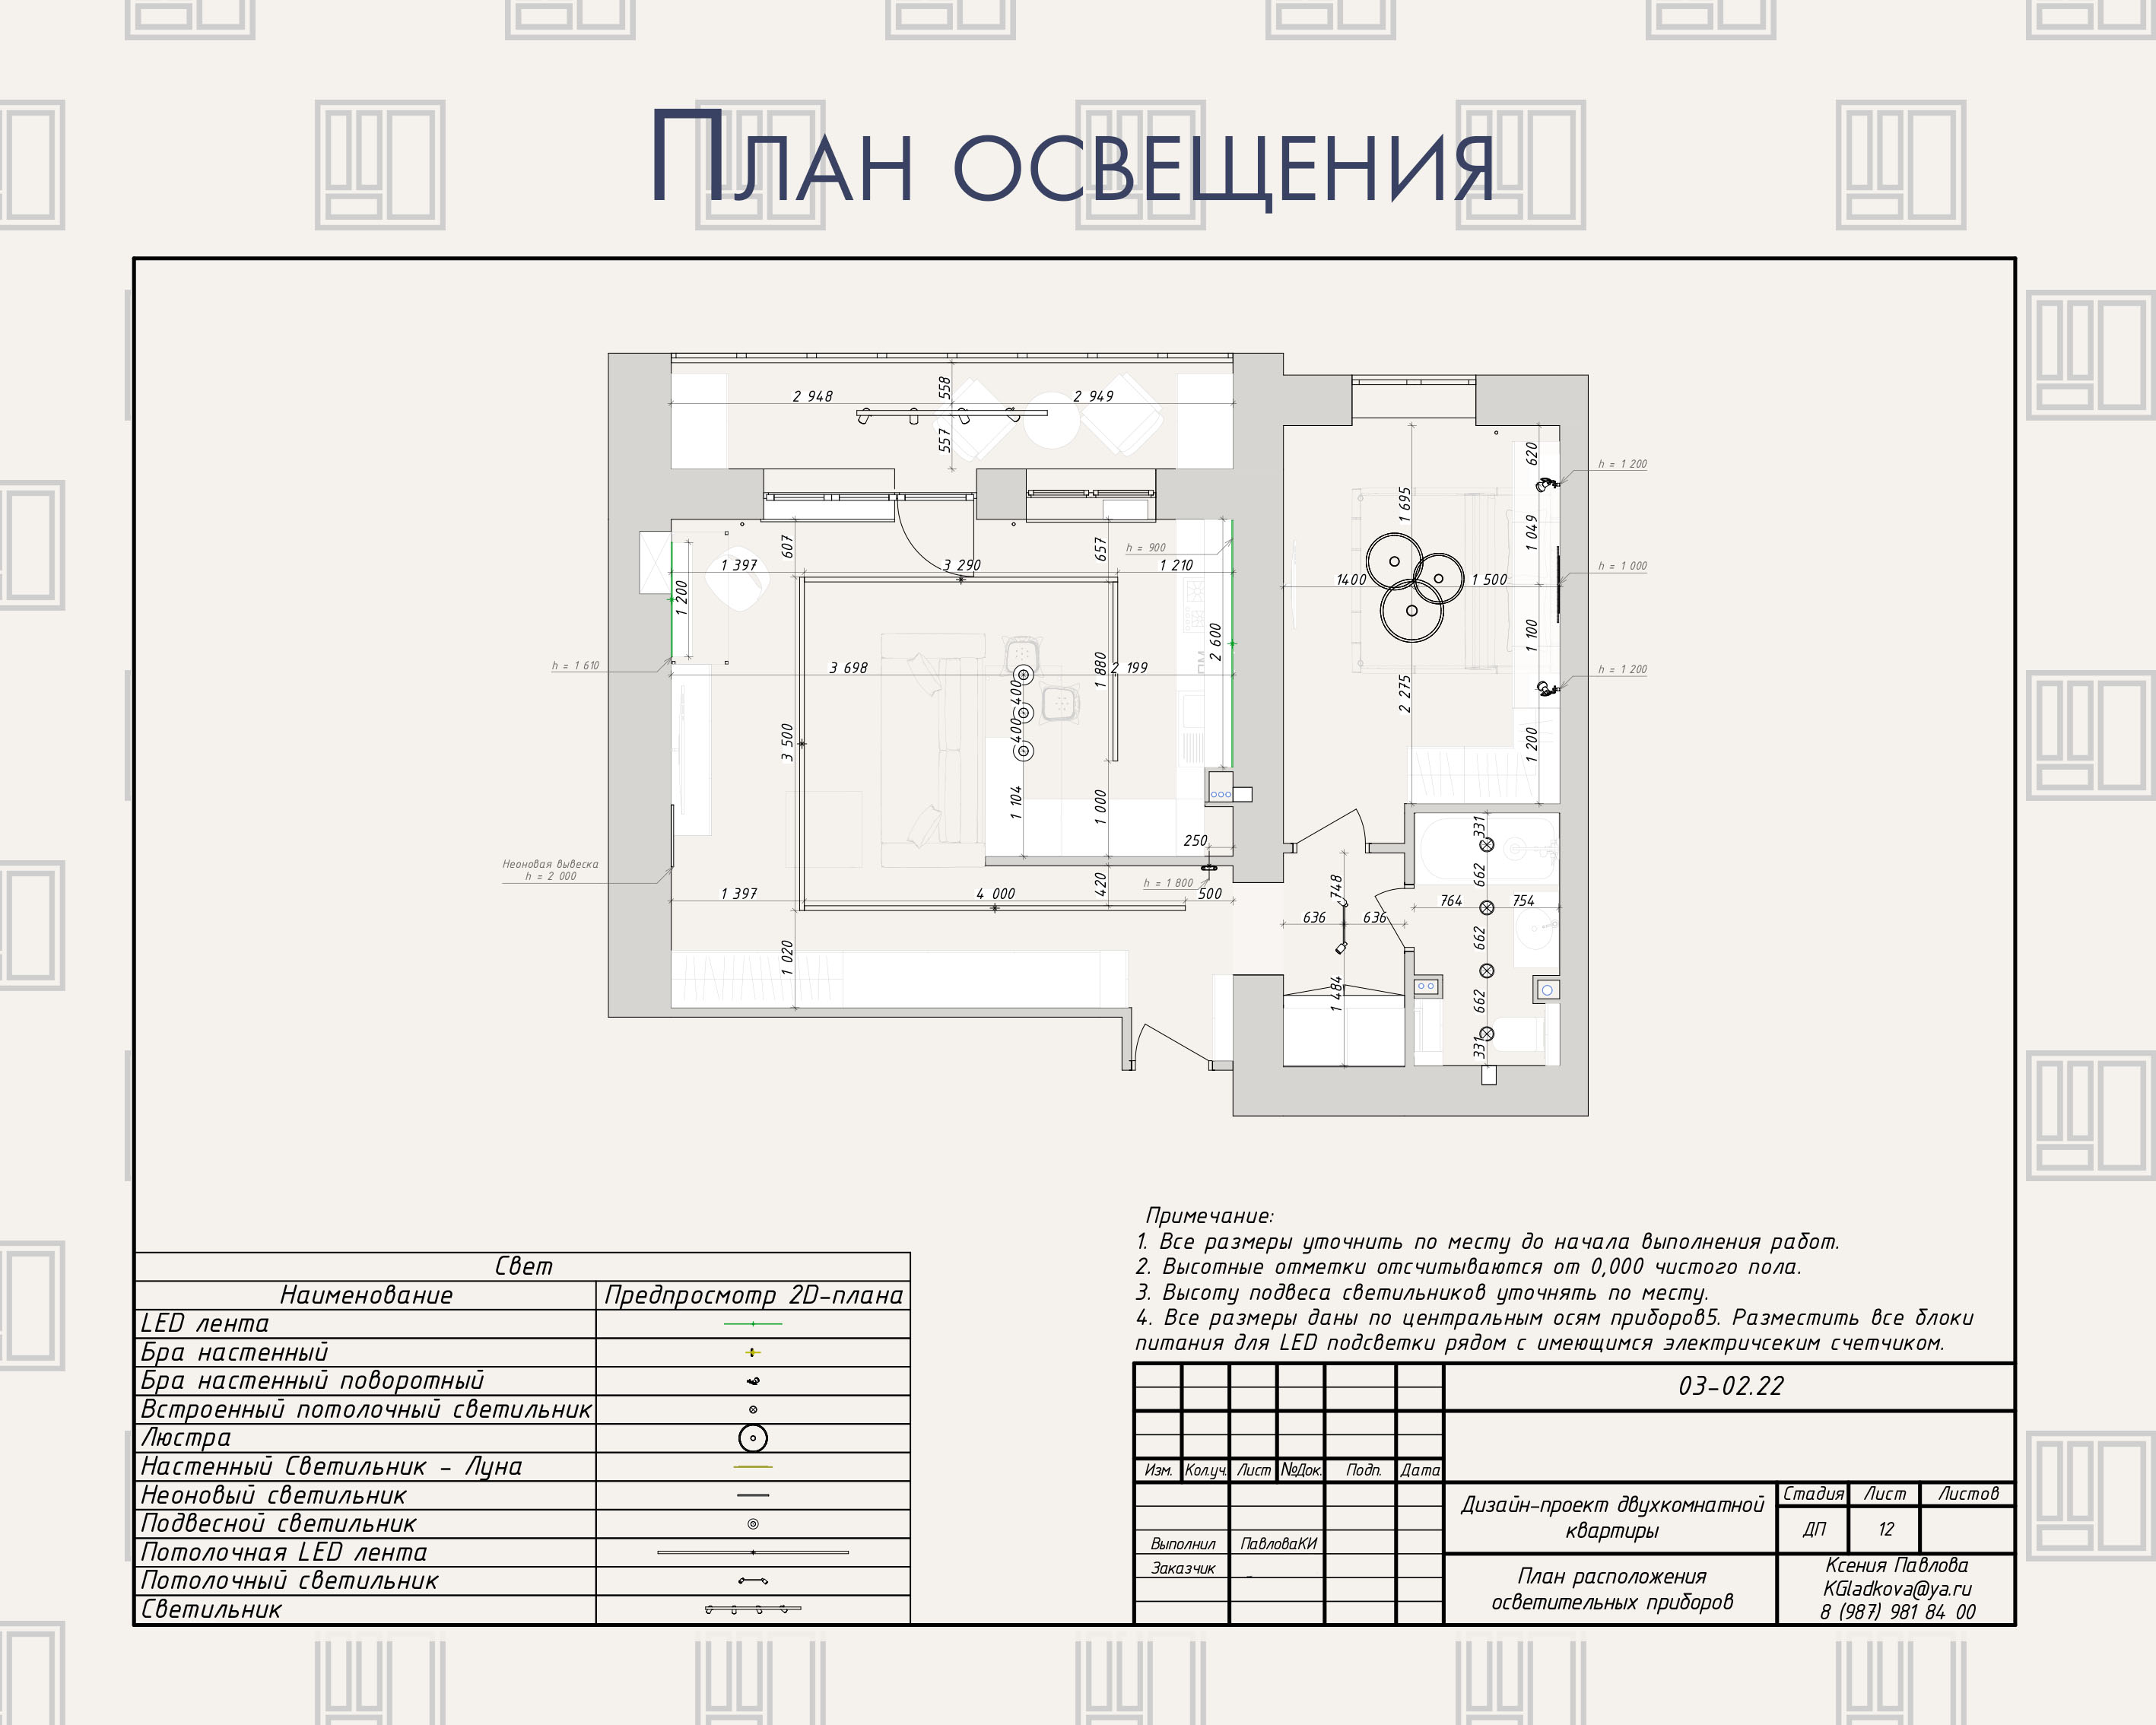 План освещения
2 948
558
2 949
557
620
h = 1 200
1 695
1 049
607
657
h = 900
1 397
3 290
1 210
h = 1 000
1400
1 500
1 200
2 600
1 100
h = 1 610
3 698
1 880
2 199
h = 1 200
400
2 275
400
3 500
1 200
1 104
1 000
331
250
Неоновая вывеска
h = 2 000
662
1 397
4 000
420
h = 1 800
500
748
764
754
636
636
662
1 020
1 484
662
331
Примечание:
1. Все размеры уточнить по месту до начала выполнения работ.
2. Высотные отметки отсчитываются от 0,000 чистого пола.
3. Высоту подвеса светильников уточнять по месту.
4. Все размеры даны по центральным осям приборов5. Разместить все блоки
питания для LED подсветки рядом с имеющимся электричсеким счетчиком.
Свет
Наименование Предпросмотр 2D-плана
LED лента
Бра настенный
Бра настенный поворотный
Встроенный потолочный светильник
Люстра
Настенный Светильник - Луна
Неоновый светильник
Подвесной светильник
Потолочная LED лента
Потолочный светильник
Светильник
03-02.22
Изм. Кол.уч. Лист №Док. Подп. Дата
Дизайн-проект двухкомнатной
квартиры
Стадия Лист Листов
ДП 12
Выполнил ПавловаКИ
Заказчик _
План расположения
осветительных приборов
Ксения Павлова
KGladkova@ya.ru
8 (987) 981 84 00